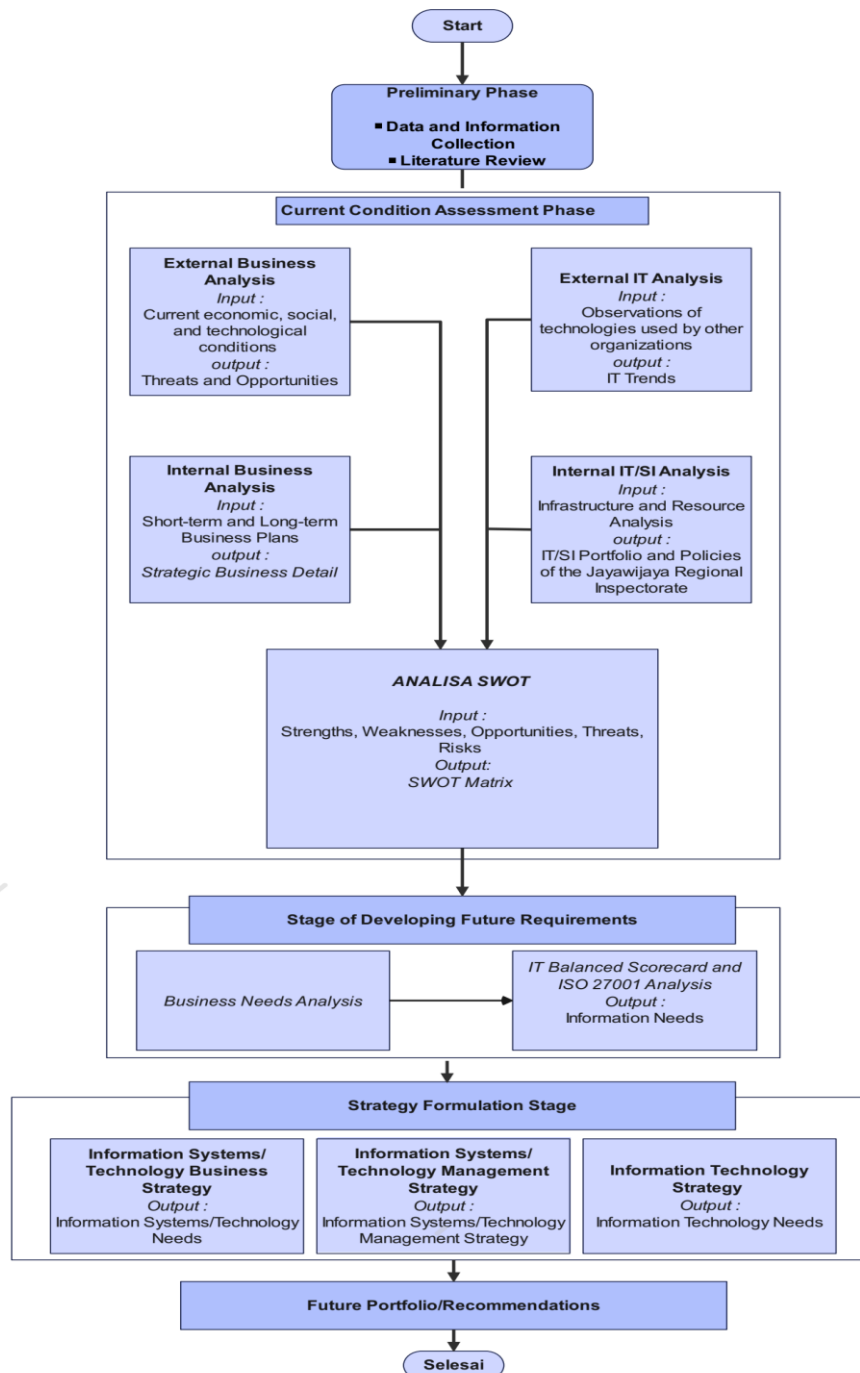 Start
Preliminary Phase
▪ Data and Information
Collection
▪ Literature Review
Current Condition Assessment Phase
External Business
Analysis
Input :
Current economic, social,
and technological
conditions
output :
Threats and Opportunities
External IT Analysis
Input :
Observations of
technologies used by other
organizations
output :
IT Trends
Internal Business
Analysis
Input :
Short-term and Long-term
Business Plans
output :
Strategic Business Detail
Internal IT/SI Analysis
Input :
Infrastructure and Resource
Analysis
output :
IT/SI Portfolio and Policies
of the Jayawijaya Regional
Inspectorate
ANALISA SWOT
Input :
Strengths, Weaknesses, Opportunities, Threats,
Risks
Output:
SWOT Matrix
Stage of Developing Future Requirements
Business Needs Analysis
IT Balanced Scorecard and
ISO 27001 Analysis
Output :
Information Needs
Strategy Formulation Stage
Information Systems/
Technology Business
Strategy
Output :
Information Systems/Technology
Needs
Information Systems/
Technology Management
Strategy
Output :
Information Systems/Technology
Management Strategy
Information Technology
Strategy
Output :
Information Technology Needs
Future Portfolio/Recommendations
Selesai